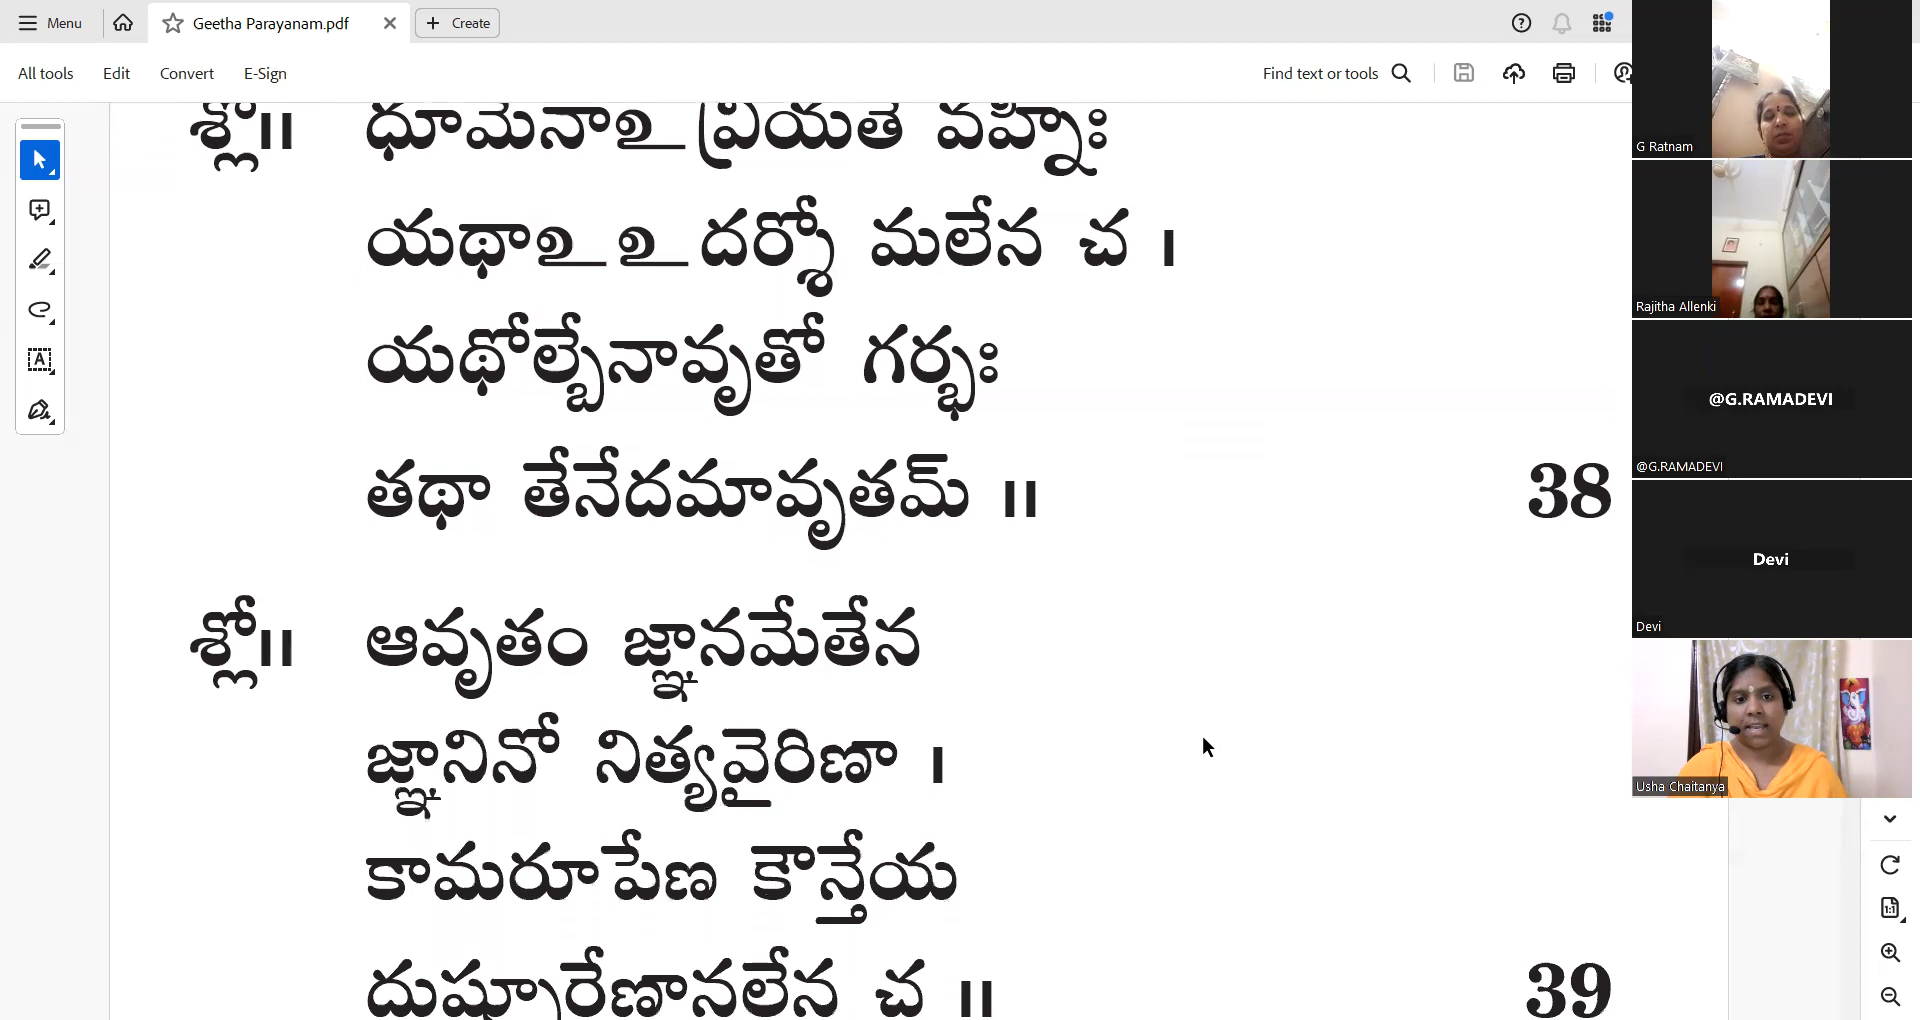 Menu
Geetha Parayanam.pdf
Create
All tools Edit Convert E-Sign
Find text or tools
శ్లో॥ ధూమేనాఽవ్రియతే వహ్నిః
యథాఽఽదర్శో మలేన చ ।
యథోల్బేనావృతో గర్భః
తథా తేనేదమావృతమ్ ॥ 38
శ్లో॥ ఆవృతం జ్ఞానమేతేన
జ్ఞానినో నిత్యవైరిణా ।
కామరూపేణ కౌన్తేయ
దుష్పూరేణానలేన చ ॥ 39
G Ratnam
Rajitha Allenki
@G.RAMADEVI
@G.RAMADEVI
Devi
Devi
Usha Chaitanya